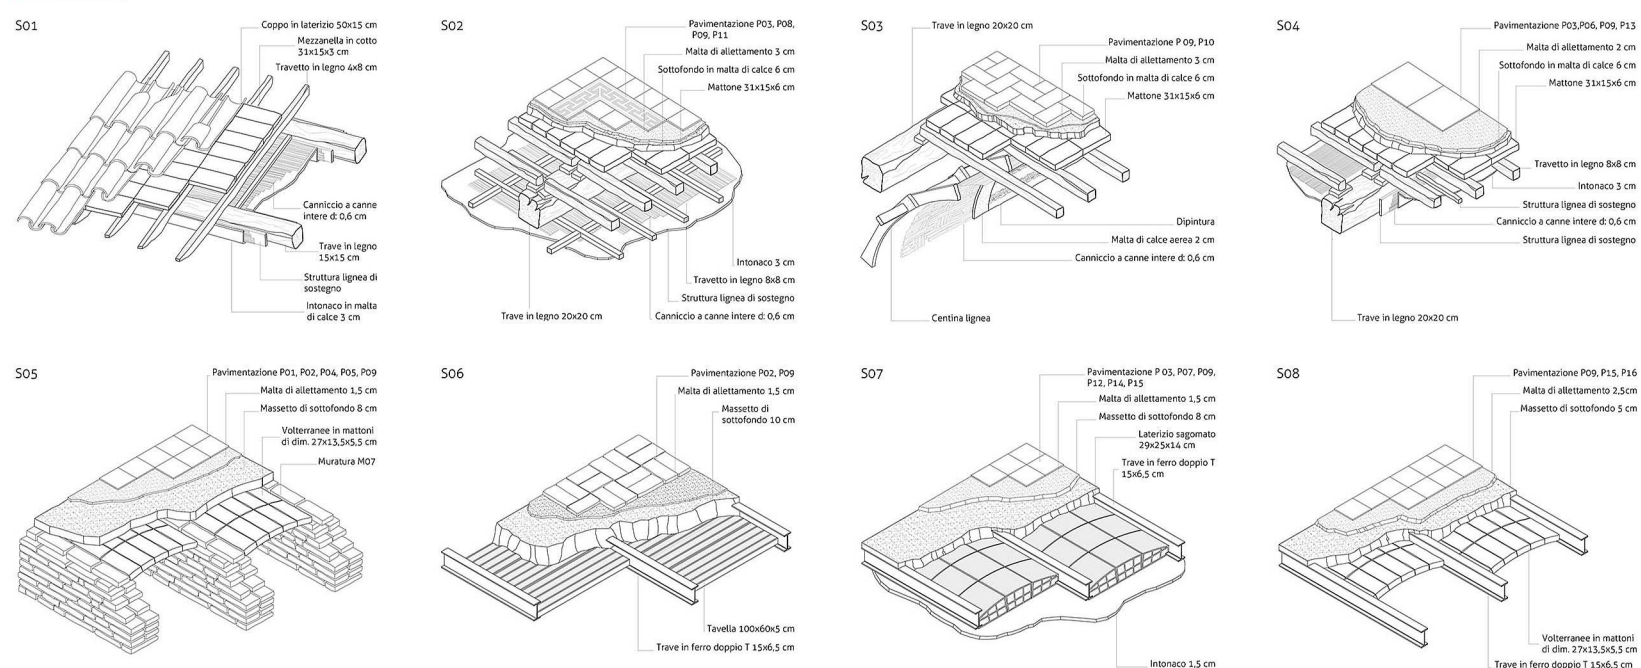 S01
Coppo in laterizio 50x15 cm
Mezzanella in cotto
31x15x3 cm
Travetto in legno 4x8 cm
Canniccio a canne
intere d: 0,6 cm
Trave in legno
15x15 cm
Struttura lignea di
sostegno
Intonaco in malta
di calce 3 cm
S02
Pavimentazione P03, P08,
P09, P11
Malta di allettamento 3 cm
Sottofondo in malta di calce 6 cm
Mattone 31x15x6 cm
Intonaco 3 cm
Travetto in legno 8x8 cm
Struttura lignea di sostegno
Trave in legno 20x20 cm
Canniccio a canne intere d: 0,6 cm
S03
Trave in legno 20x20 cm
Pavimentazione P 09, P10
Malta di allettamento 3 cm
Sottofondo in malta di calce 6 cm
Mattone 31x15x6 cm
Dipintura
Malta di calce aerea 2 cm
Canniccio a canne intere d: 0,6 cm
Centina lignea
S04
Pavimentazione P03,P06, P09, P13
Malta di allettamento 2 cm
Sottofondo in malta di calce 6 cm
Mattone 31x15x6 cm
Travetto in legno 8x8 cm
Intonaco 3 cm
Struttura lignea di sostegno
Canniccio a canne intere d: 0,6 cm
Struttura lignea di sostegno
Trave in legno 20x20 cm
S05
Pavimentazione P01, P02, P04, P05, P09
Malta di allettamento 1,5 cm
Massetto di sottofondo 8 cm
Volterranee in mattoni
di dim. 27x13,5x5,5 cm
Muratura M07
S06
Pavimentazione P02, P09
Malta di allettamento 1,5 cm
Massetto di
sottofondo 10 cm
Tavella 100x60x5 cm
Trave in ferro doppio T 15x6,5 cm
S07
Pavimentazione P 03, P07, P09,
P12, P14, P15
Malta di allettamento 1,5 cm
Massetto di sottofondo 8 cm
Laterizio sagomato
29x25x14 cm
Trave in ferro doppio T
15x6,5 cm
Intonaco 1,5 cm
S08
Pavimentazione P09, P15, P16
Malta di allettamento 2,5cm
Massetto di sottofondo 5 cm
Volterranee in mattoni
di dim. 27x13,5x5,5 cm
Trave in ferro doppio T 15x6,5 cm